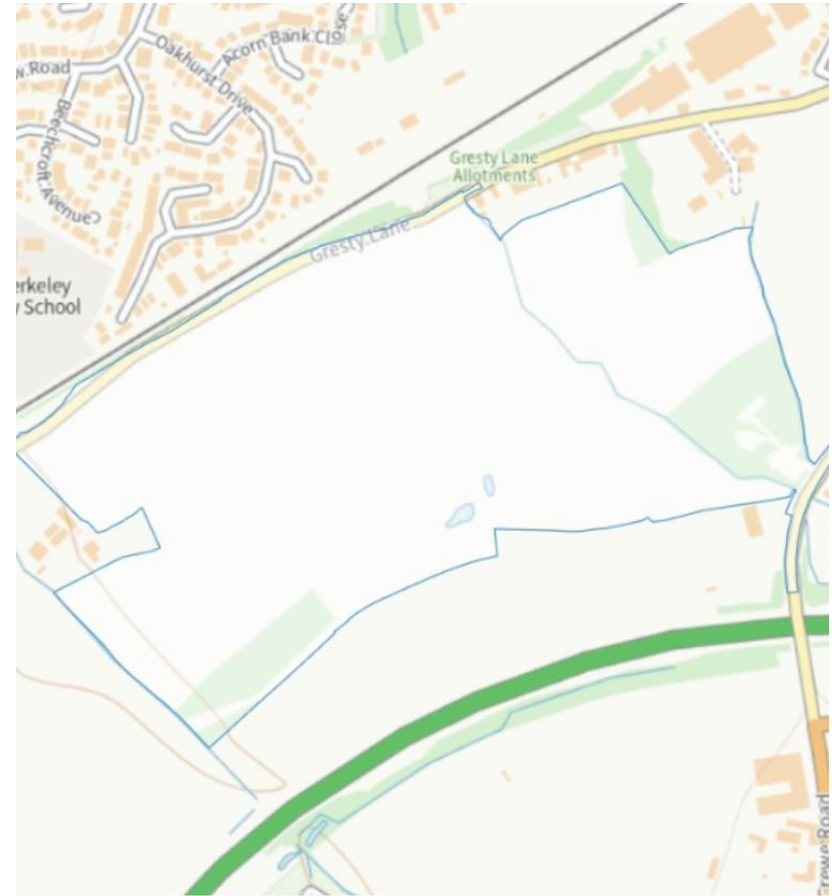 Acorn Bank Close
Oakhurst Drive
w Road
Beechcroft Avenue
Gresty Lane
Allotments
Gresty Lane
erkeley
y School
Crewe Road